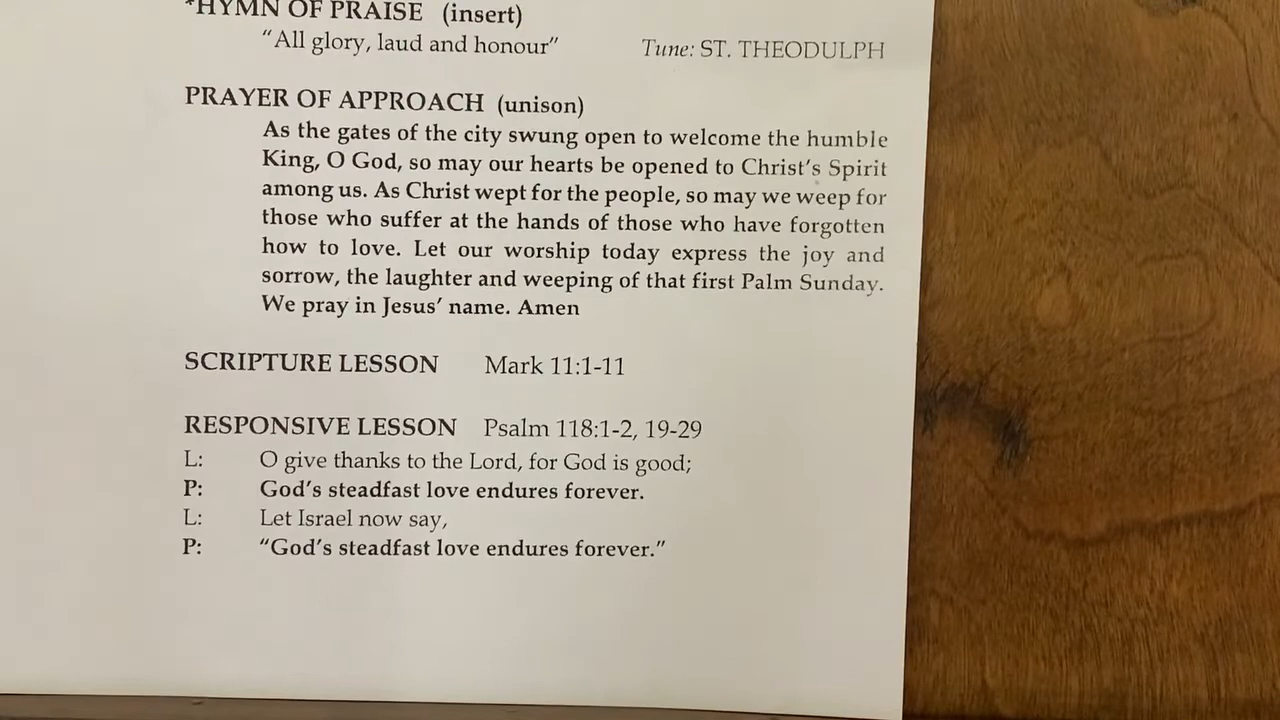 *HYMN OF PRAISE (insert)
“All glory, laud and honour” Tune: ST. THEODULPH
PRAYER OF APPROACH (unison)
As the gates of the city swung open to welcome the humble
King, O God, so may our hearts be opened to Christ’s Spirit
among us. As Christ wept for the people, so may we weep for
those who suffer at the hands of those who have forgotten
how to love. Let our worship today express the joy and
sorrow, the laughter and weeping of that first Palm Sunday.
We pray in Jesus’ name. Amen
SCRIPTURE LESSON Mark 11:1-11
RESPONSIVE LESSON Psalm 118:1-2, 19-29
L: O give thanks to the Lord, for God is good;
P: God’s steadfast love endures forever.
L: Let Israel now say,
P: “God’s steadfast love endures forever.”